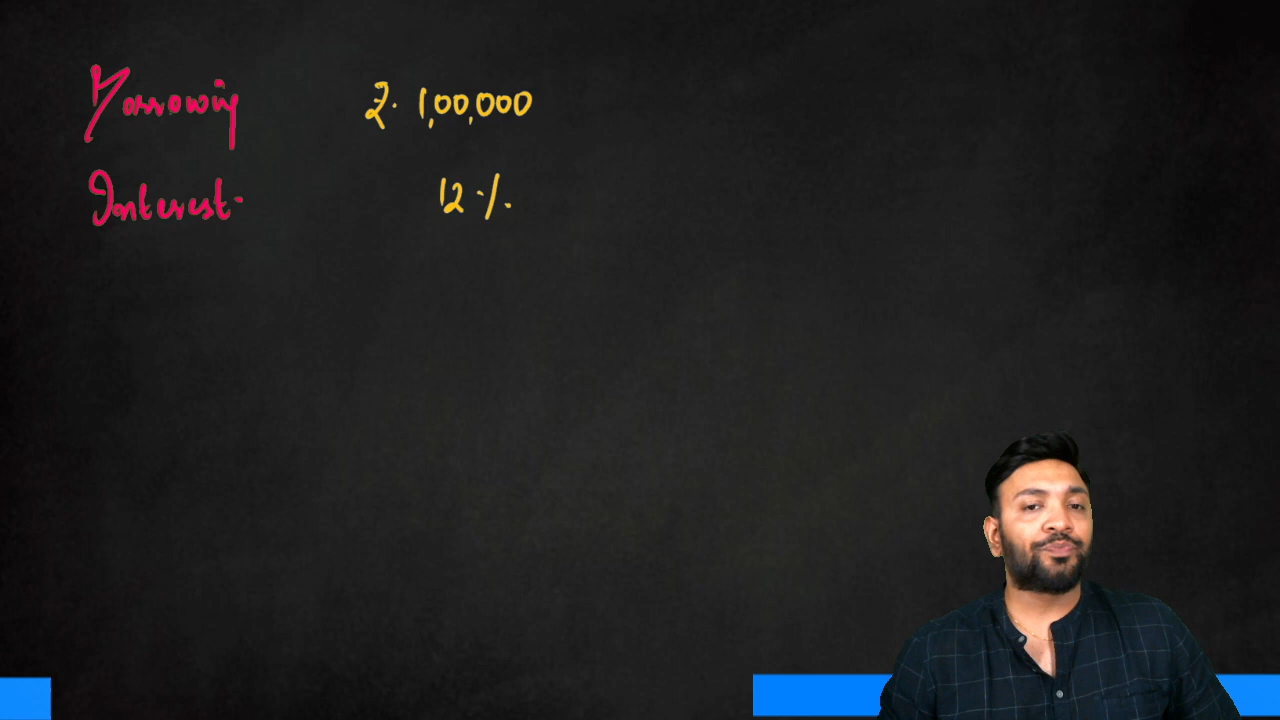 Borrowing ₹. 1,00,000
Interest. 12 %.